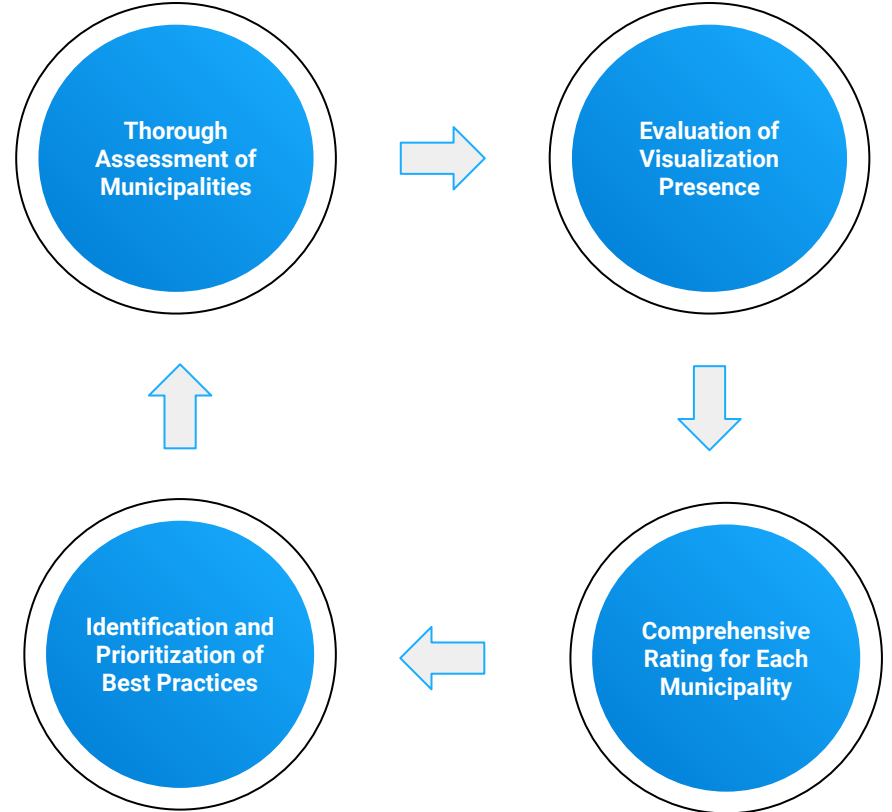 Thorough
Assessment of
Municipalities
Evaluation of
Visualization
Presence
Identification and
Prioritization of
Best Practices
Comprehensive
Rating for Each
Municipality